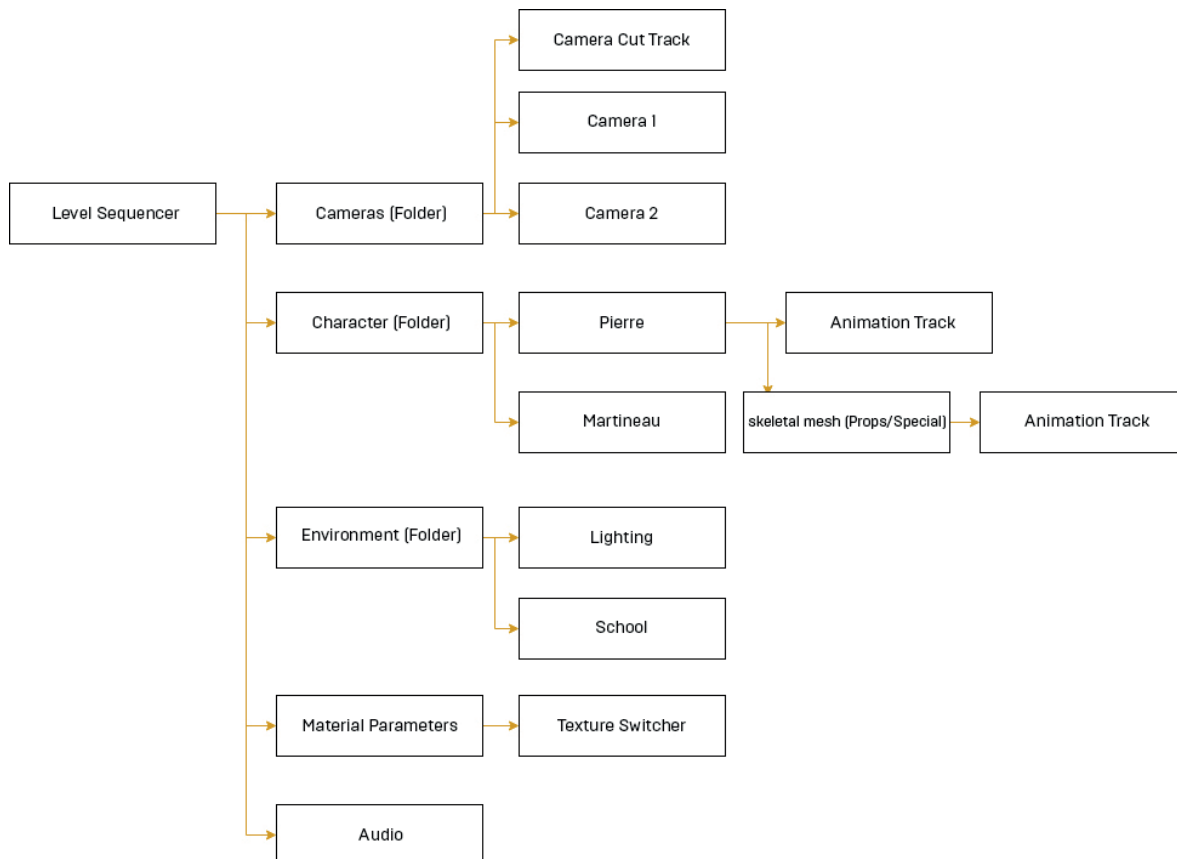 Camera Cut Track
Camera 1
Level Sequencer
Cameras (Folder)
Camera 2
Character (Folder)
Pierre
Animation Track
Martineau
skeletal mesh (Props/Special)
Animation Track
Environment (Folder)
Lighting
School
Material Parameters
Texture Switcher
Audio